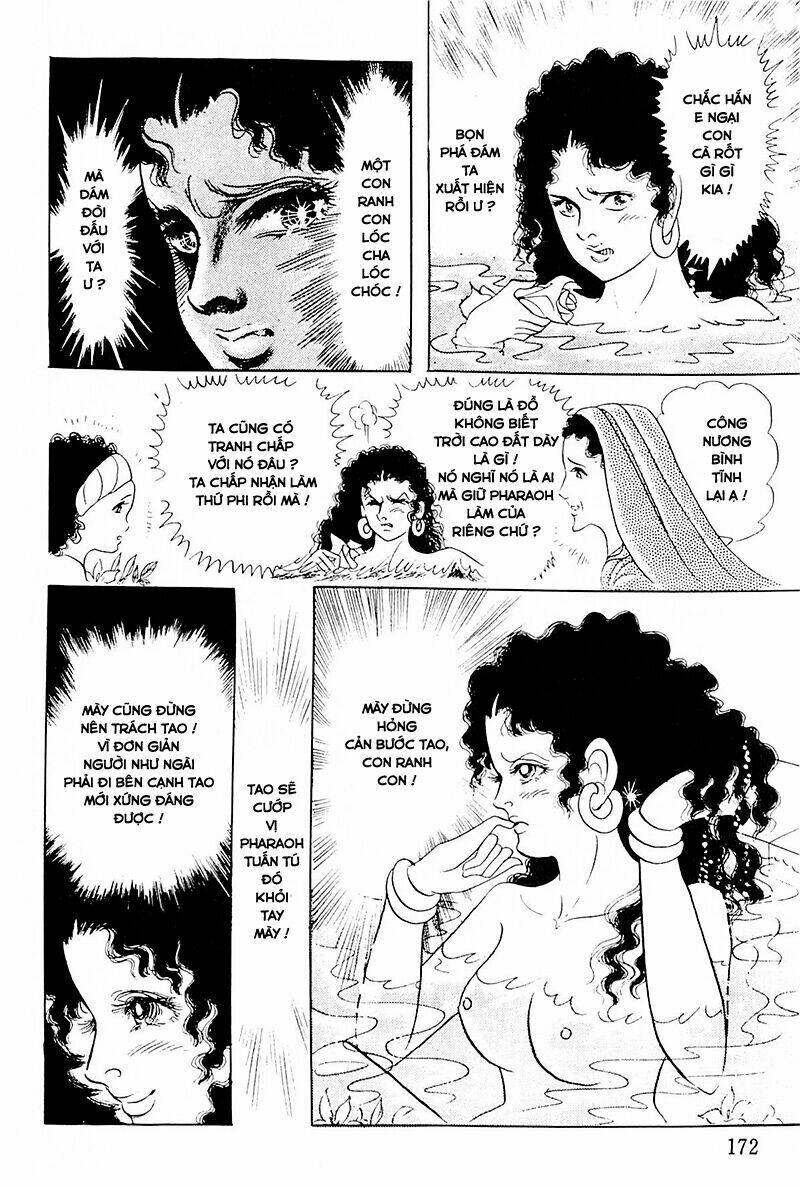 CHẮC HẮN
E NGẠI
CON
CÀ RỐT
GÌ GÌ
KIA !
BỌN
PHÁ ĐÁM
TA
XUẤT HIỆN
RỒI Ư ?
MỘT
CON
RANH
CON
LÓC
CHA
LÓC
CHÓC !
MÀ
DÁM
ĐÒI
ĐẤU
VỚI
TA
Ư ?
CÔNG
NƯƠNG
BÌNH
TĨNH
LẠI Ạ !
ĐÚNG LÀ ĐỒ
KHÔNG BIẾT
TRỜI CAO ĐẤT DÀY
LÀ GÌ !
NÓ NGHĨ NÓ LÀ AI
MÀ GIỮ PHARAOH
LÀM CỦA
RIÊNG CHỨ ?
TA CŨNG CÓ
TRANH CHẤP
VỚI NÓ ĐÂU ?
TA CHẤP NHẬN LÀM
THỨ PHI RỒI MÀ !
MÀY ĐỪNG
HỎNG
CẢN BƯỚC TAO,
CON RANH
CON !
TAO SẼ
CƯỚP
VỊ
PHARAOH
TUẤN TÚ
ĐÓ
KHỎI
TAY
MÀY !
MÀY CŨNG ĐỪNG
NÊN TRÁCH TAO !
VÌ ĐƠN GIẢN
NGƯỜI NHƯ NGÀI
PHẢI ĐI BÊN CẠNH TAO
MỚI XỨNG ĐÁNG
ĐƯỢC !
172